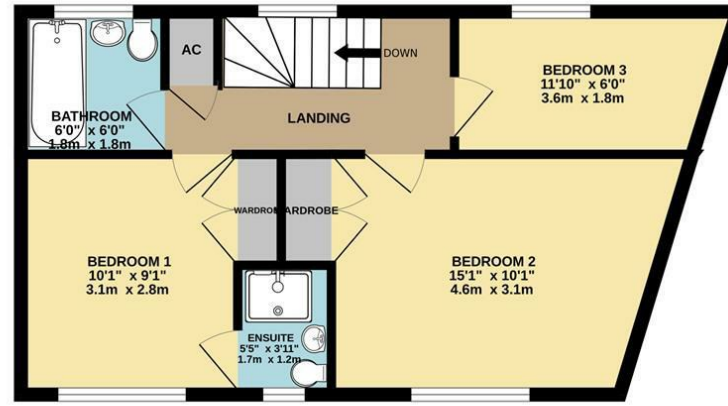 AC
DOWN
BEDROOM 3
11'10" x 6'0"
3.6m x 1.8m
BATHROOM
6'0" x 6'0"
1.8m x 1.8m
LANDING
WARDROBE
BEDROOM 1
10'1" x 9'1"
3.1m x 2.8m
BEDROOM 2
15'1" x 10'1"
4.6m x 3.1m
ENSUITE
5'5" x 3'11"
1.7m x 1.2m